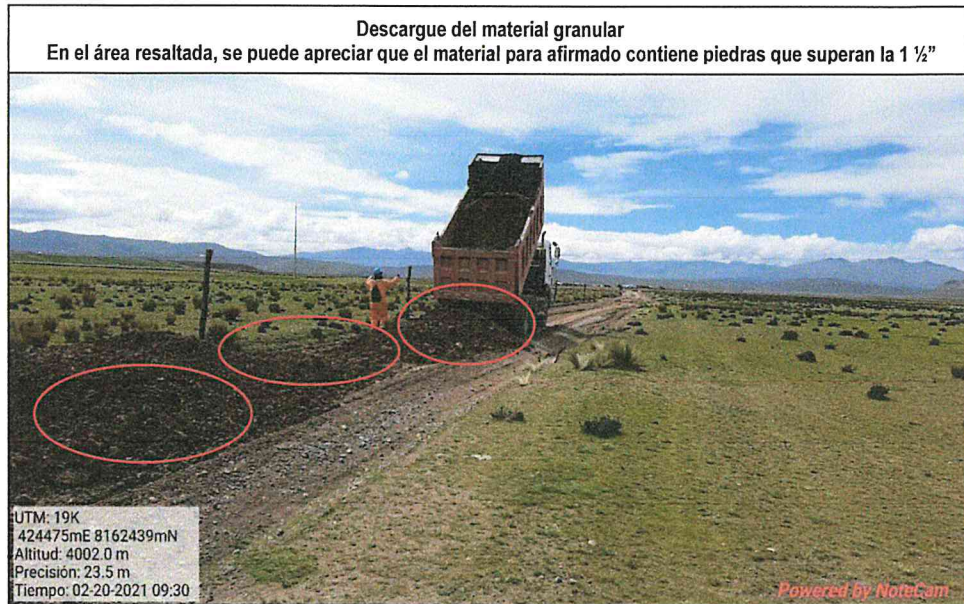 Descargue del material granular
En el área resaltada, se puede apreciar que el material para afirmado contiene piedras que superan la 1 ½”
UTM: 19K
424475mE 8162439mN
Altitud: 4002.0 m
Precisión: 23.5 m
Tiempo: 02-20-2021 09:30
Powered by NoteCam